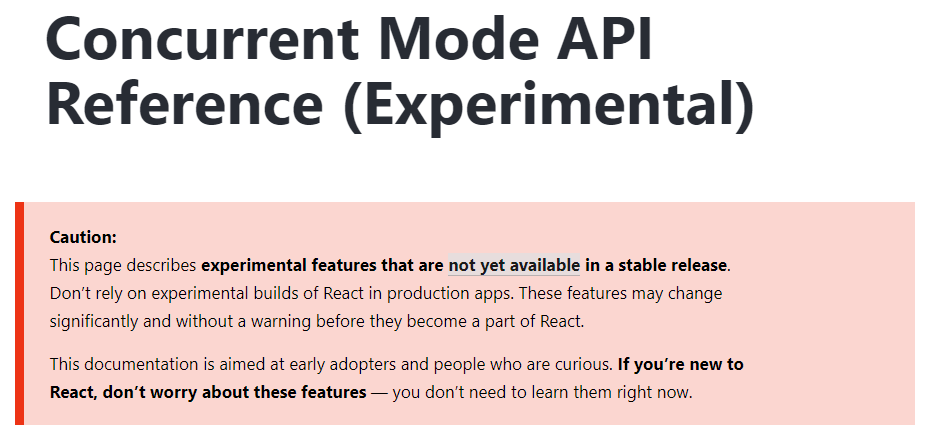 Concurrent Mode API
Reference (Experimental)
Caution:
This page describes experimental features that are not yet available in a stable release.
Don’t rely on experimental builds of React in production apps. These features may change
significantly and without a warning before they become a part of React.
This documentation is aimed at early adopters and people who are curious. If you’re new to
React, don’t worry about these features — you don’t need to learn them right now.